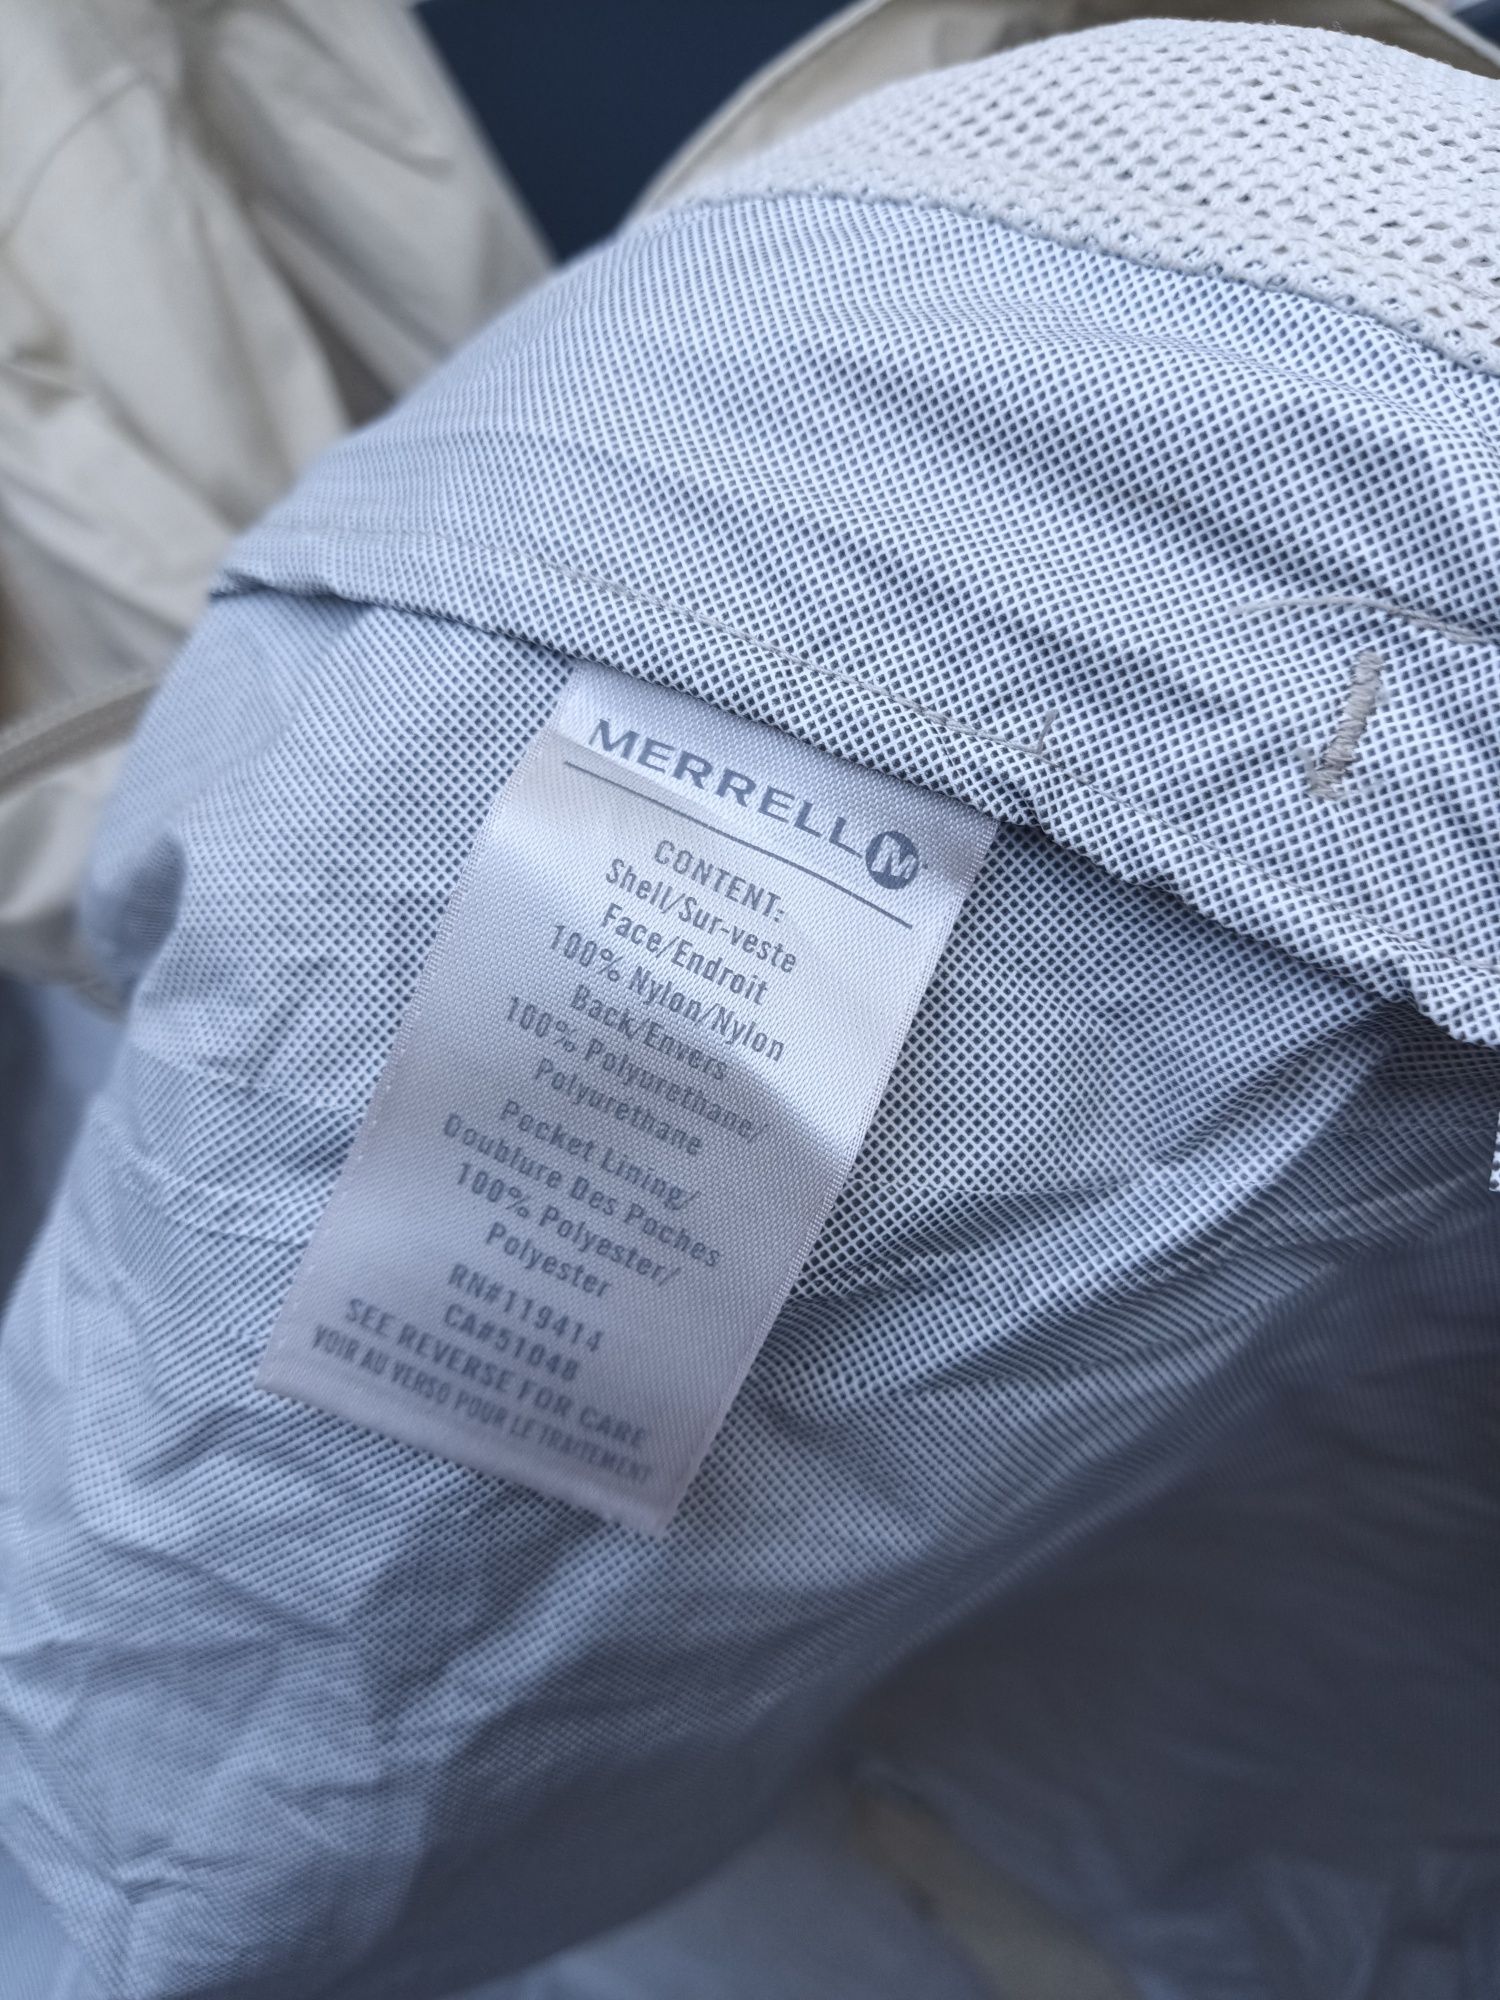 MERRELL M
CONTENT:
Shell/Sur-veste
Face/Endroit
100% Nylon/Nylon
Back/Envers
100% Polyurethane/
Polyurethane
Pocket Lining/
Doublure Des Poches
100% Polyester/
Polyester
RN#119414
CA#51048
SEE REVERSE FOR CARE
VOIR AU VERSO POUR LE TRAITEMENT